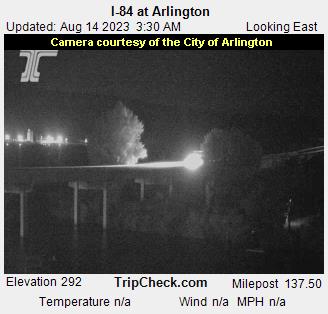 I-84 at Arlington
Updated: Aug 14 2023 3:30 AM Looking East
Camera courtesy of the City of Arlington
Elevation 292 TripCheck.com Milepost 137.50
Temperature n/a Wind n/a MPH n/a